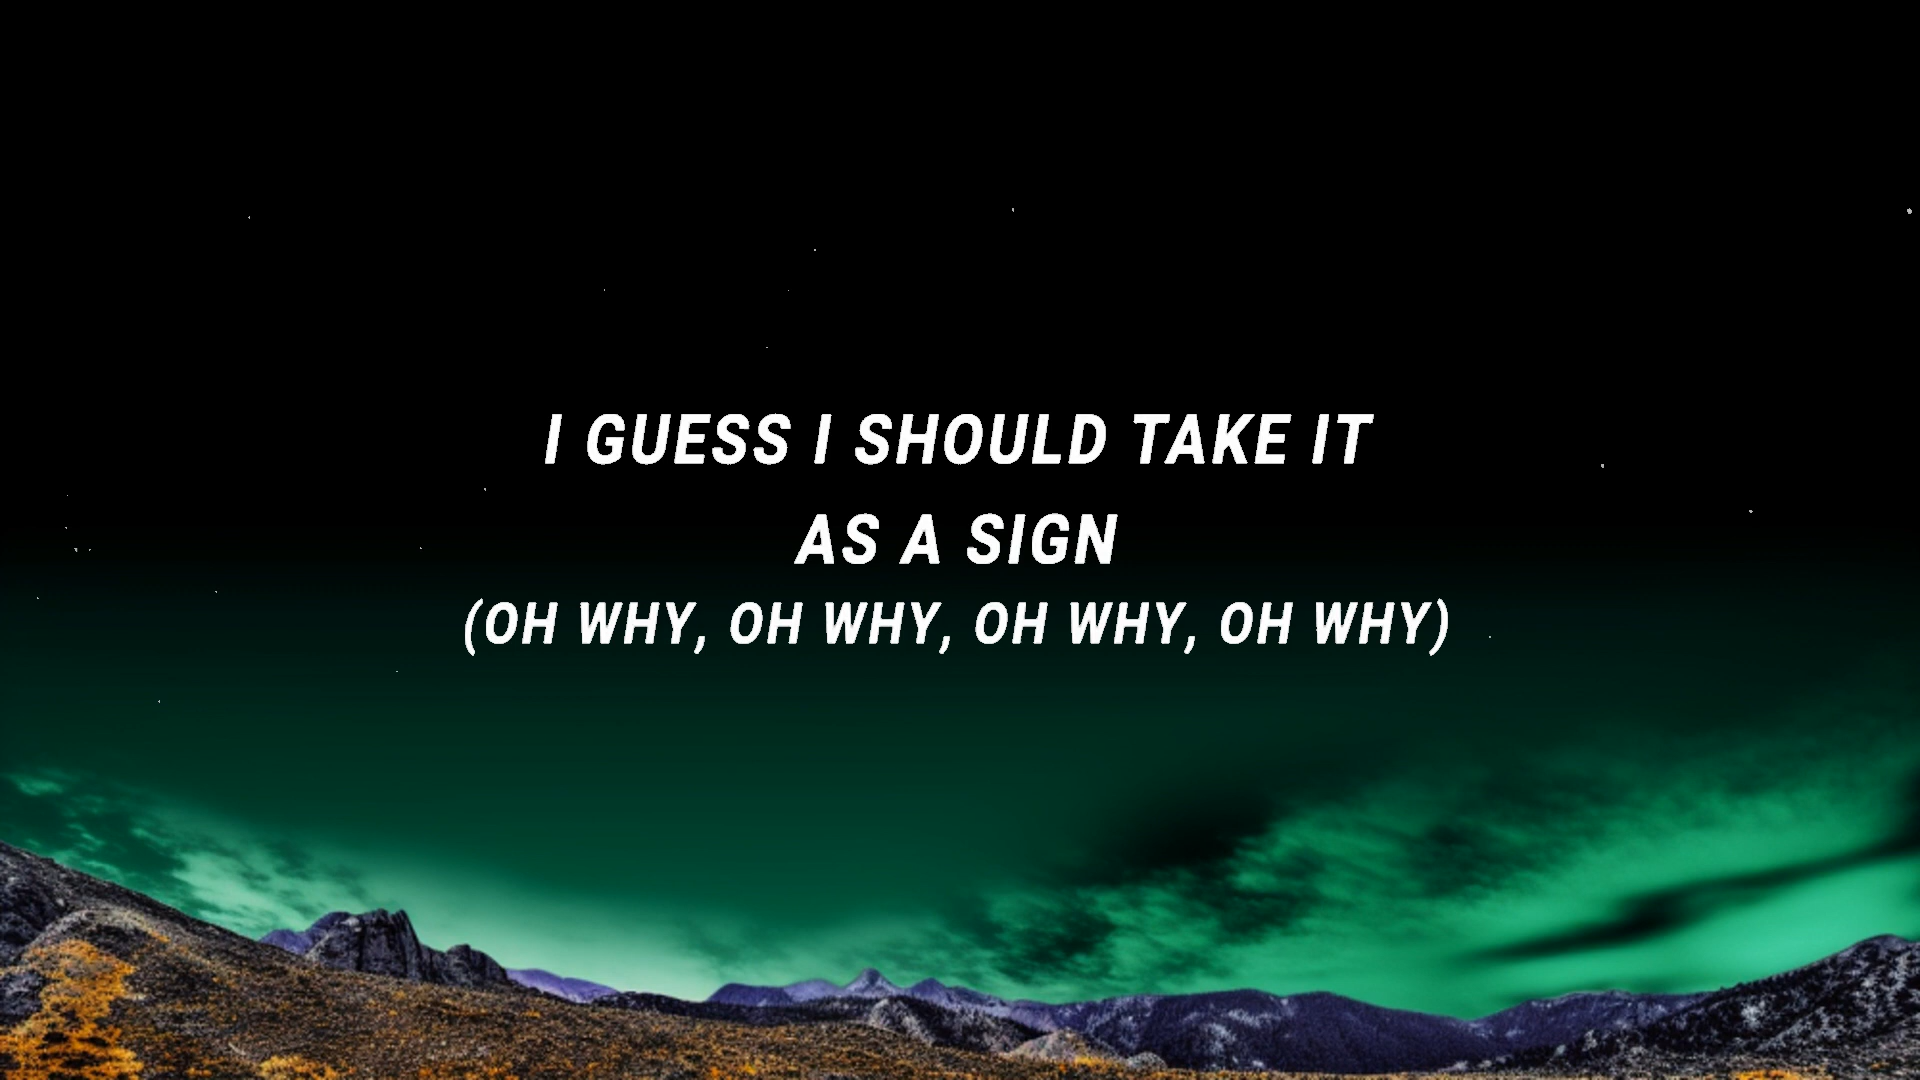 I GUESS I SHOULD TAKE IT
AS A SIGN
(OH WHY, OH WHY, OH WHY, OH WHY)